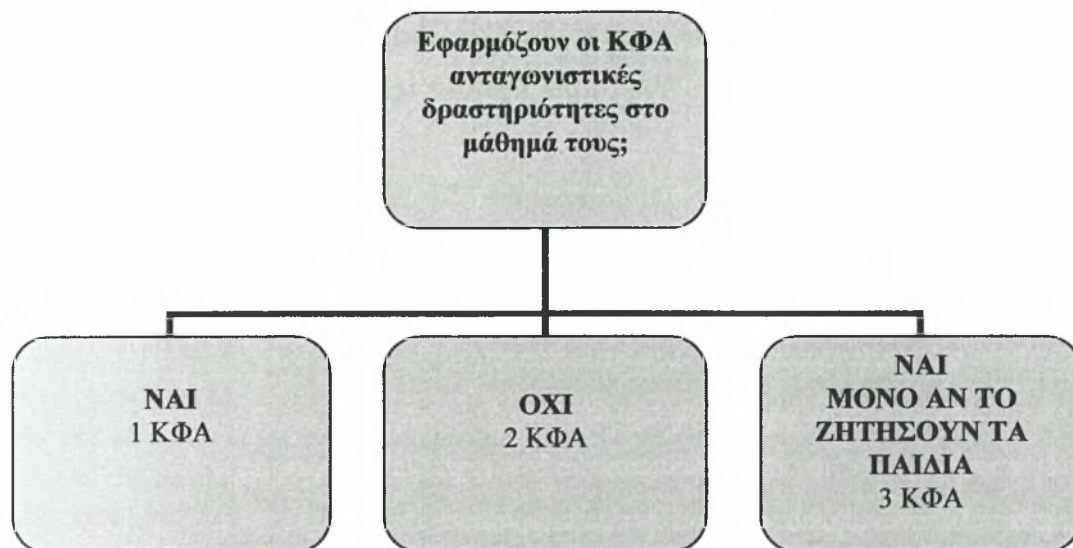 Εφαρμόζουν οι ΚΦΑ
ανταγωνιστικές
δραστηριότητες στο
μάθημά τους;
ΝΑΙ
1 ΚΦΑ
ΟΧΙ
2 ΚΦΑ
ΝΑΙ
ΜΟΝΟ ΑΝ ΤΟ
ΖΗΤΗΣΟΥΝ ΤΑ
ΠΑΙΔΙΑ
3 ΚΦΑ